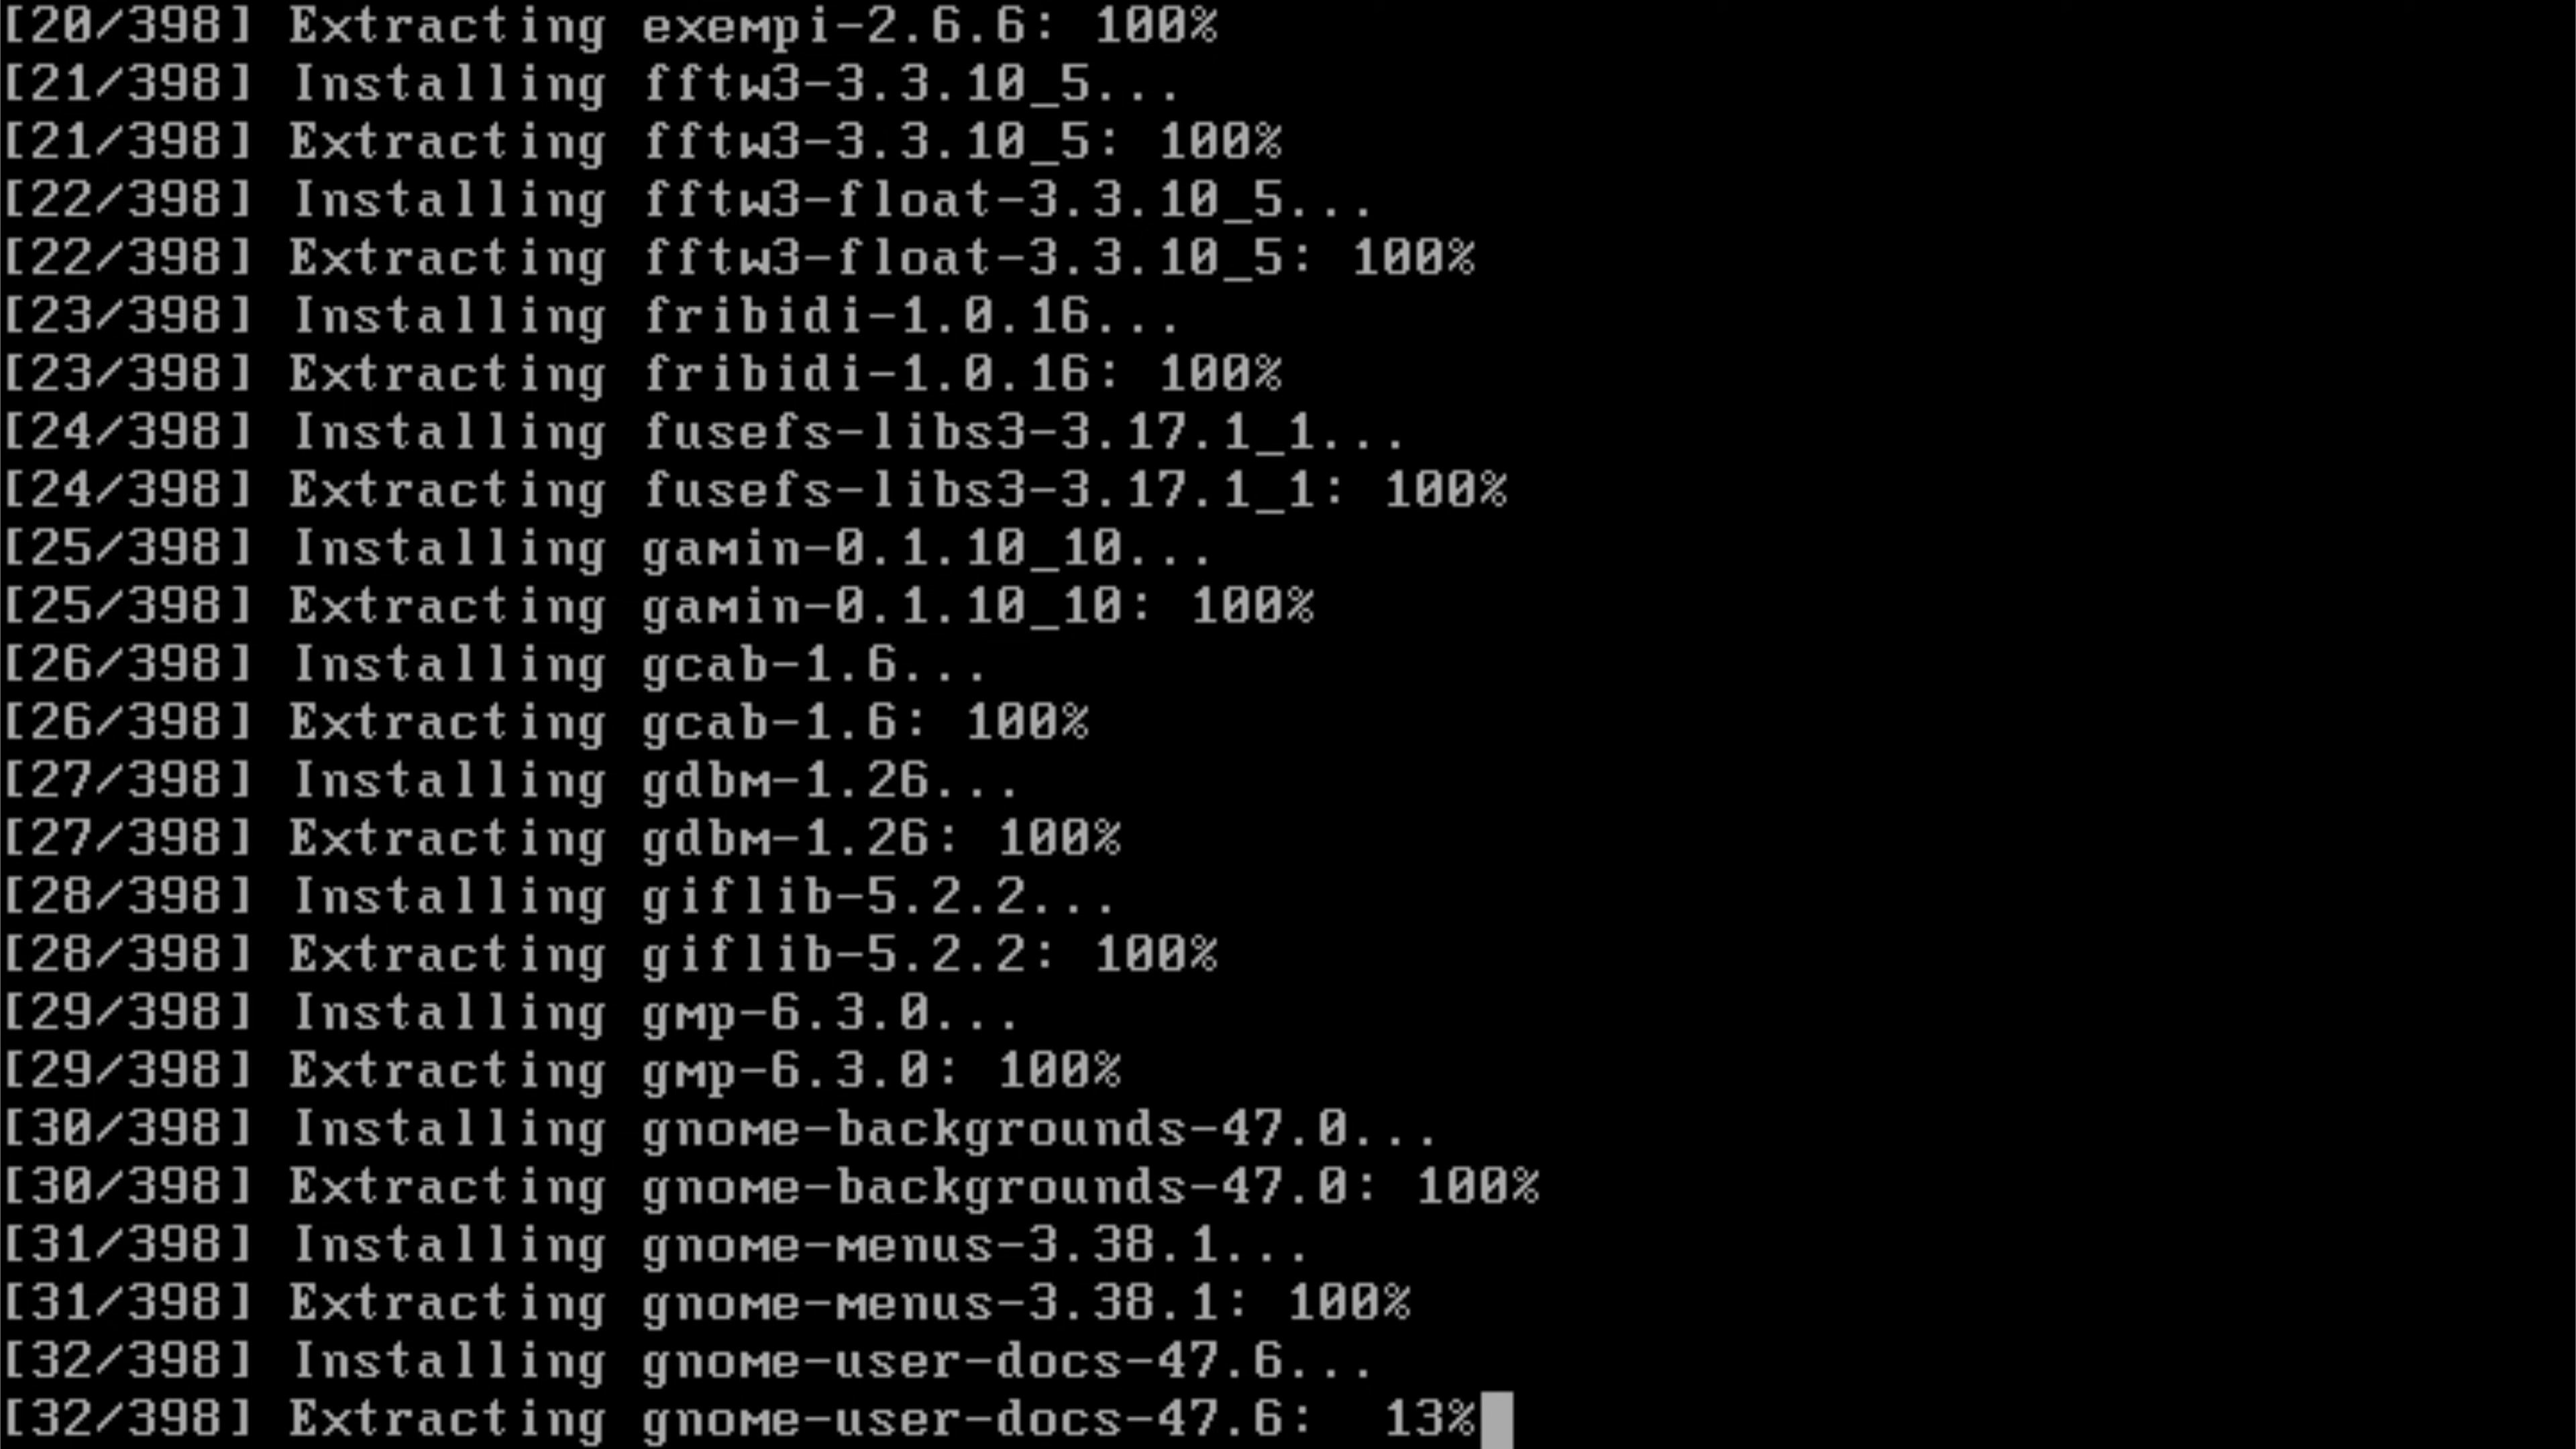 [20/398] Extracting exempi-2.6.6: 100%
[21/398] Installing fftw3-3.3.10_5...
[21/398] Extracting fftw3-3.3.10_5: 100%
[22/398] Installing fftw3-float-3.3.10_5...
[22/398] Extracting fftw3-float-3.3.10_5: 100%
[23/398] Installing fribidi-1.0.16...
[23/398] Extracting fribidi-1.0.16: 100%
[24/398] Installing fusefs-libs3-3.17.1_1...
[24/398] Extracting fusefs-libs3-3.17.1_1: 100%
[25/398] Installing gamin-0.1.10_10...
[25/398] Extracting gamin-0.1.10_10: 100%
[26/398] Installing gcab-1.6...
[26/398] Extracting gcab-1.6: 100%
[27/398] Installing gdbm-1.26...
[27/398] Extracting gdbm-1.26: 100%
[28/398] Installing giflib-5.2.2...
[28/398] Extracting giflib-5.2.2: 100%
[29/398] Installing gmp-6.3.0...
[29/398] Extracting gmp-6.3.0: 100%
[30/398] Installing gnome-backgrounds-47.0...
[30/398] Extracting gnome-backgrounds-47.0: 100%
[31/398] Installing gnome-menus-3.38.1...
[31/398] Extracting gnome-menus-3.38.1: 100%
[32/398] Installing gnome-user-docs-47.6...
[32/398] Extracting gnome-user-docs-47.6:  13%